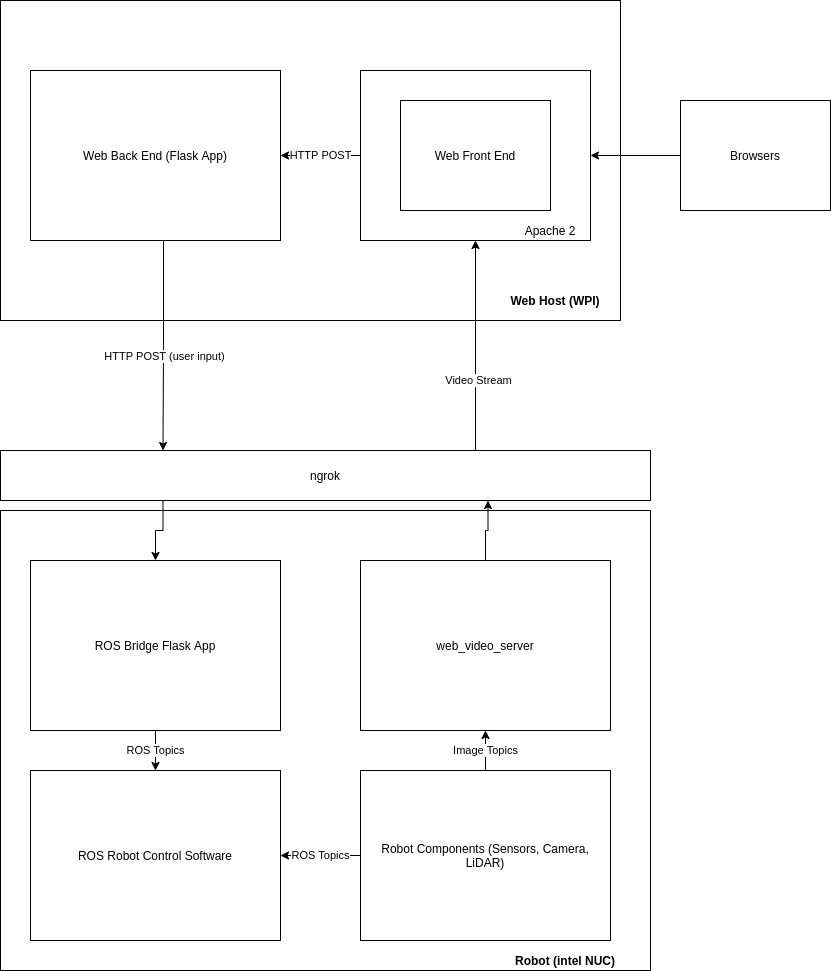 Web Back End (Flask App)
HTTP POST
Web Front End
Browsers
Apache 2
Web Host (WPI)
HTTP POST (user input)
Video Stream
ngrok
ROS Bridge Flask App
web_video_server
ROS Topics
Image Topics
ROS Robot Control Software
ROS Topics
Robot Components (Sensors, Camera,
LiDAR)
Robot (intel NUC)